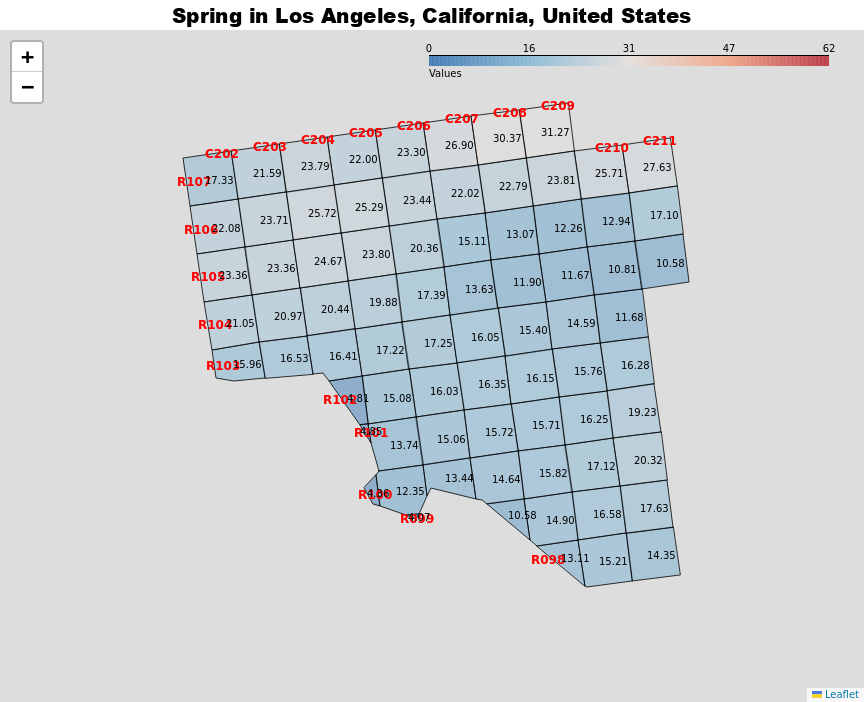 Spring in Los Angeles, California, United States
+
−
0 16 31 47 62
Values
C202 C203 C204 C205 C206 C207 C208 C209 C210 C211
R107 17.33 21.59 23.79 22.00 23.30 26.90 30.37 31.27
R106 22.08 23.71 25.72 25.29 23.44 22.02 22.79 23.81 25.71 27.63
R105 23.36 23.36 24.67 23.80 20.36 15.11 13.07 12.26 12.94 17.10
R104 21.05 20.97 20.44 19.88 17.39 13.63 11.90 11.67 10.81 10.58
R103 15.96 16.53 16.41 17.22 17.25 16.05 15.40 14.59 11.68
R102 4.81 15.08 16.03 16.35 16.15 15.76 16.28
R101 4.85 13.74 15.06 15.72 15.71 16.25 19.23
R100 4.36 12.35 13.44 14.64 15.82 17.12 20.32
R099 4.07 10.58 14.90 16.58 17.63
R098 13.11 15.21 14.35
Leaflet